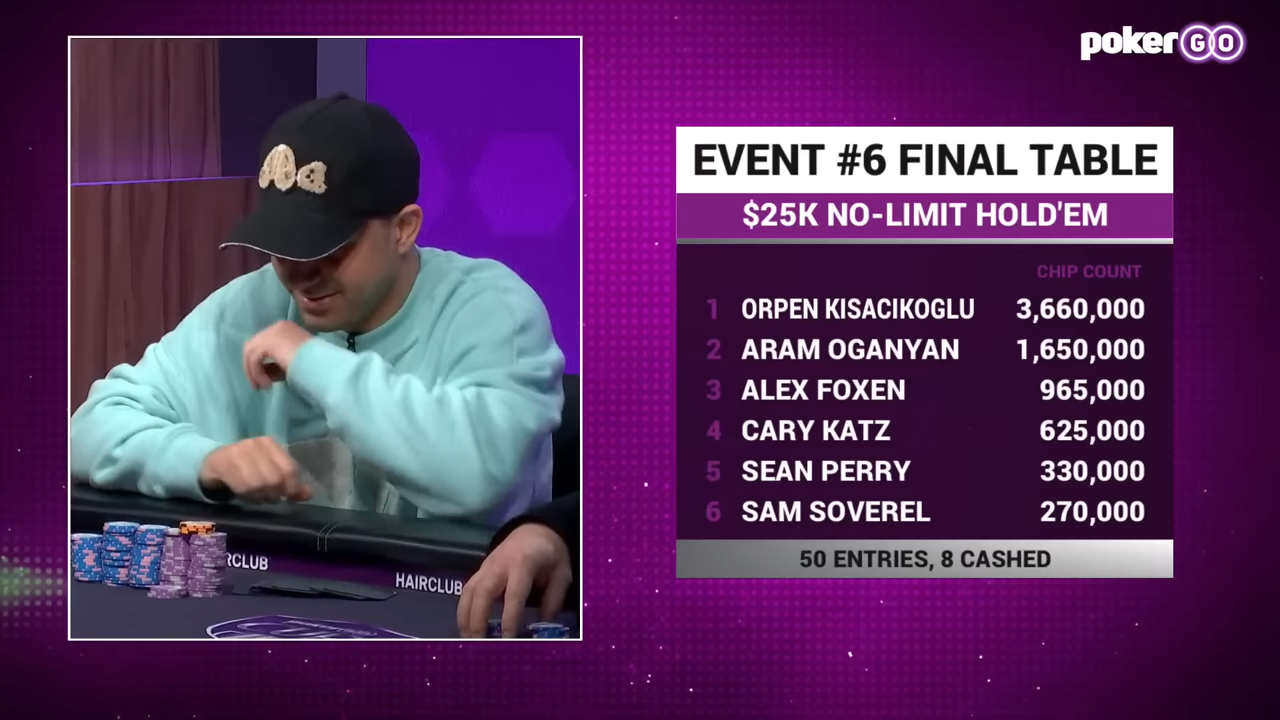 pokerGO
EVENT #6 FINAL TABLE
$25K NO-LIMIT HOLD'EM
CHIP COUNT
1 ORPEN KISACIKOGLU 3,660,000
2 ARAM OGANYAN 1,650,000
3 ALEX FOXEN 965,000
4 CARY KATZ 625,000
5 SEAN PERRY 330,000
6 SAM SOVEREL 270,000
50 ENTRIES, 8 CASHED
RCLUB
HAIRCLUB